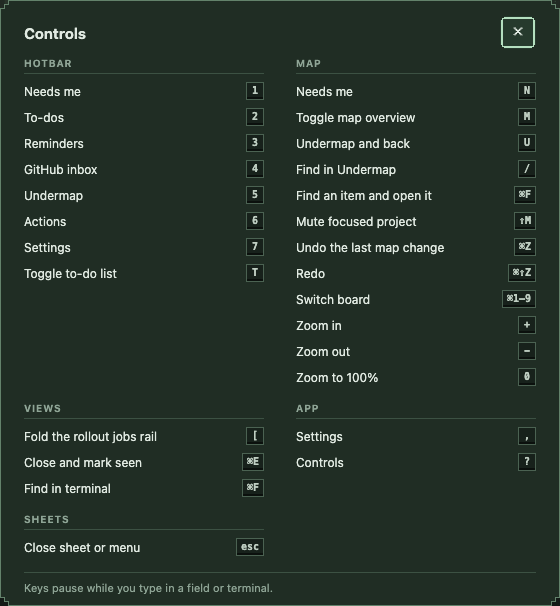 Controls
×
HOTBAR
Needs me 1
To-dos 2
Reminders 3
GitHub inbox 4
Undermap 5
Actions 6
Settings 7
Toggle to-do list T
MAP
Needs me N
Toggle map overview M
Undermap and back U
Find in Undermap /
Find an item and open it ⌘F
Mute focused project ⇧M
Undo the last map change ⌘Z
Redo ⌘⇧Z
Switch board ⌘1–9
Zoom in +
Zoom out −
Zoom to 100% 0
VIEWS
Fold the rollout jobs rail [
Close and mark seen ⌘E
Find in terminal ⌘F
APP
Settings ,
Controls ?
SHEETS
Close sheet or menu esc
Keys pause while you type in a field or terminal.